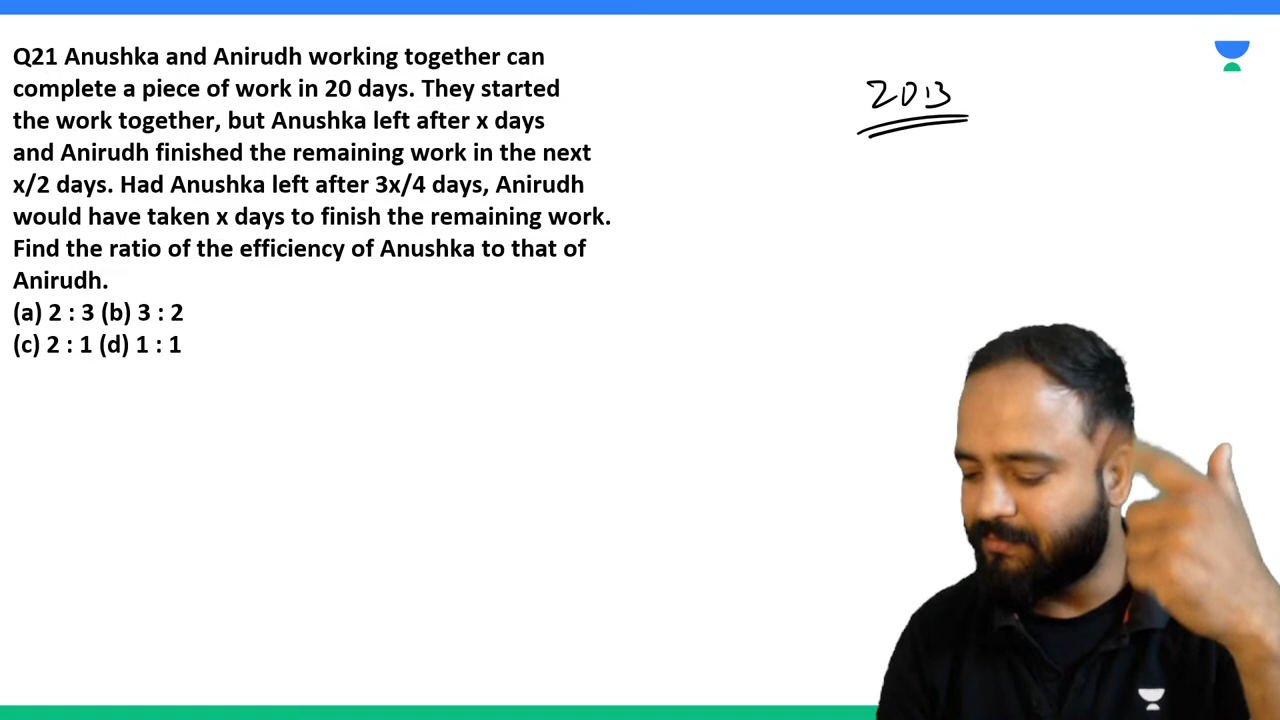 Q21 Anushka and Anirudh working together can
complete a piece of work in 20 days. They started
the work together, but Anushka left after x days
and Anirudh finished the remaining work in the next
x/2 days. Had Anushka left after 3x/4 days, Anirudh
would have taken x days to finish the remaining work.
Find the ratio of the efficiency of Anushka to that of
Anirudh.
(a) 2 : 3 (b) 3 : 2
(c) 2 : 1 (d) 1 : 1
2013